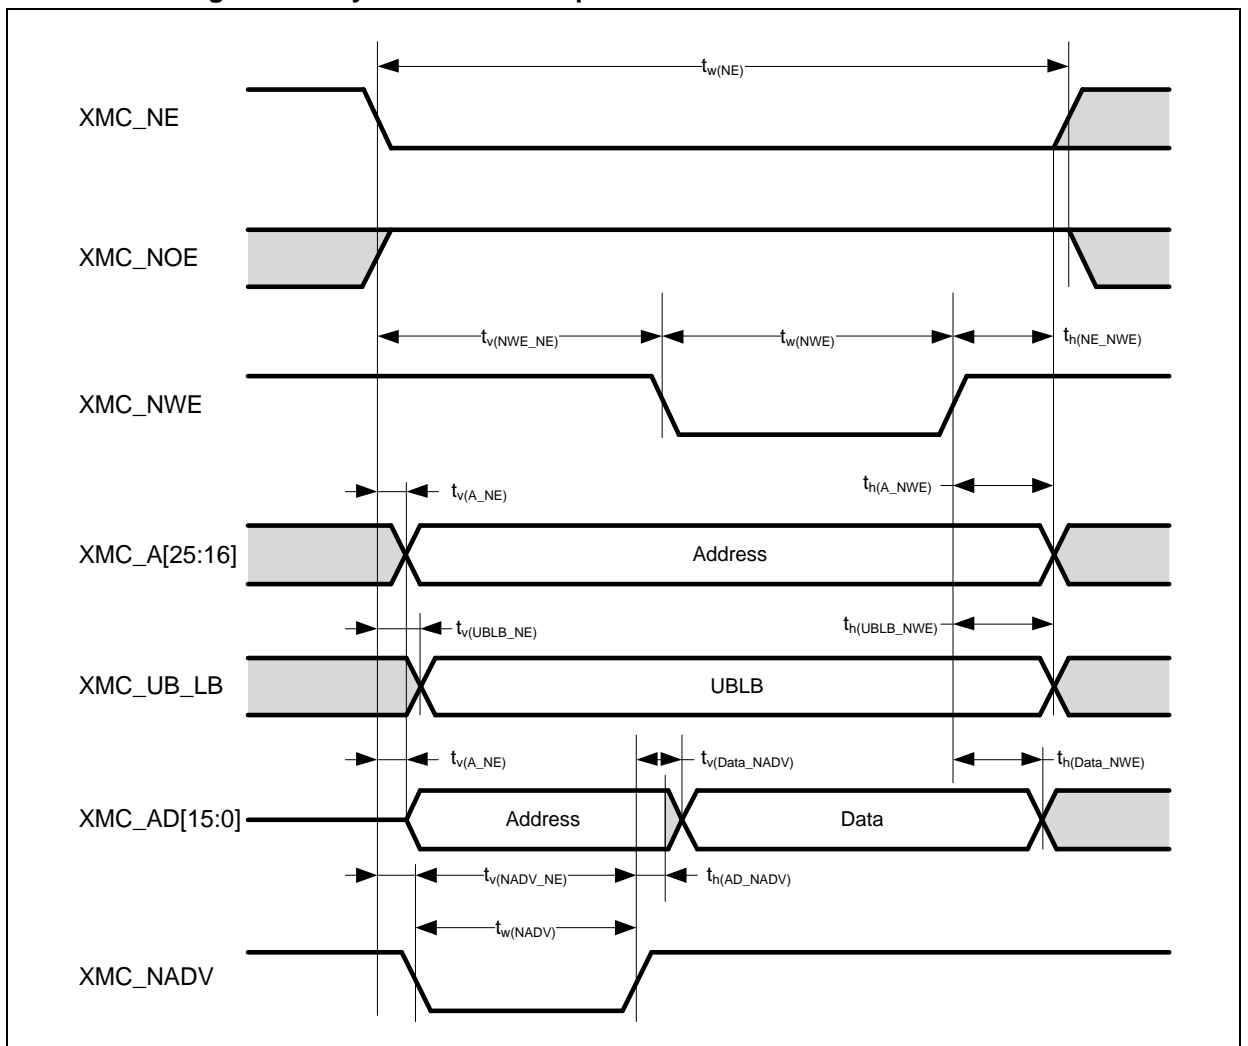 tw(NE)
XMC_NE
XMC_NOE
tv(NWE_NE)
tw(NWE)
th(NE_NWE)
XMC_NWE
tv(A_NE)
th(A_NWE)
XMC_A[25:16]
Address
tv(UBLB_NE)
th(UBLB_NWE)
XMC_UB_LB
UBLB
tv(A_NE)
tv(Data_NADV)
th(Data_NWE)
XMC_AD[15:0]
Address
Data
tv(NADV_NE)
th(AD_NADV)
tw(NADV)
XMC_NADV